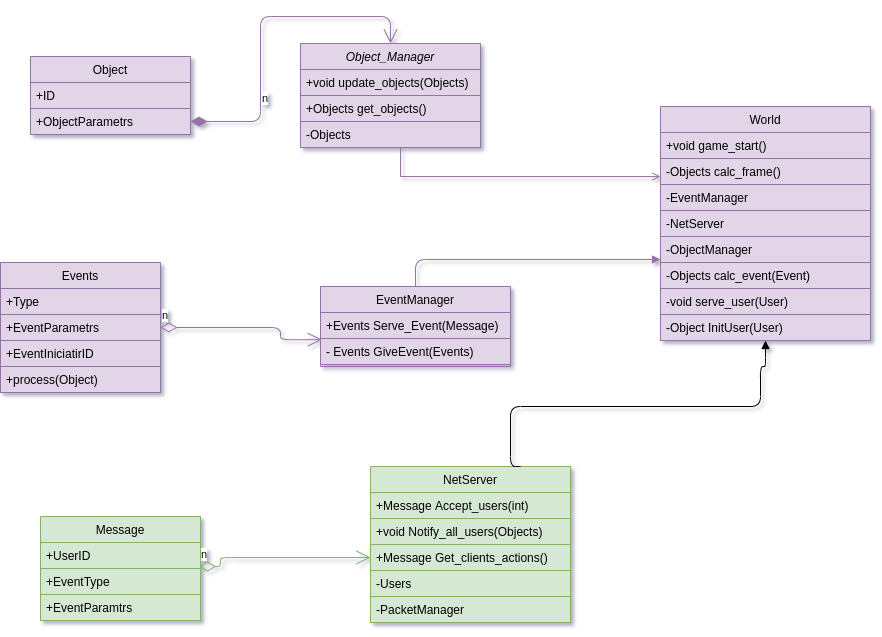 Object
+ID
+ObjectParametrs
n
Object_Manager
+void update_objects(Objects)
+Objects get_objects()
-Objects
World
+void game_start()
-Objects calc_frame()
-EventManager
-NetServer
-ObjectManager
-Objects calc_event(Event)
-void serve_user(User)
-Object InitUser(User)
Events
+Type
+EventParametrs
+EventIniciatirID
+process(Object)
n
EventManager
+Events Serve_Event(Message)
- Events GiveEvent(Events)
NetServer
+Message Accept_users(int)
+void Notify_all_users(Objects)
+Message Get_clients_actions()
-Users
-PacketManager
Message
+UserID
+EventType
+EventParamtrs
n